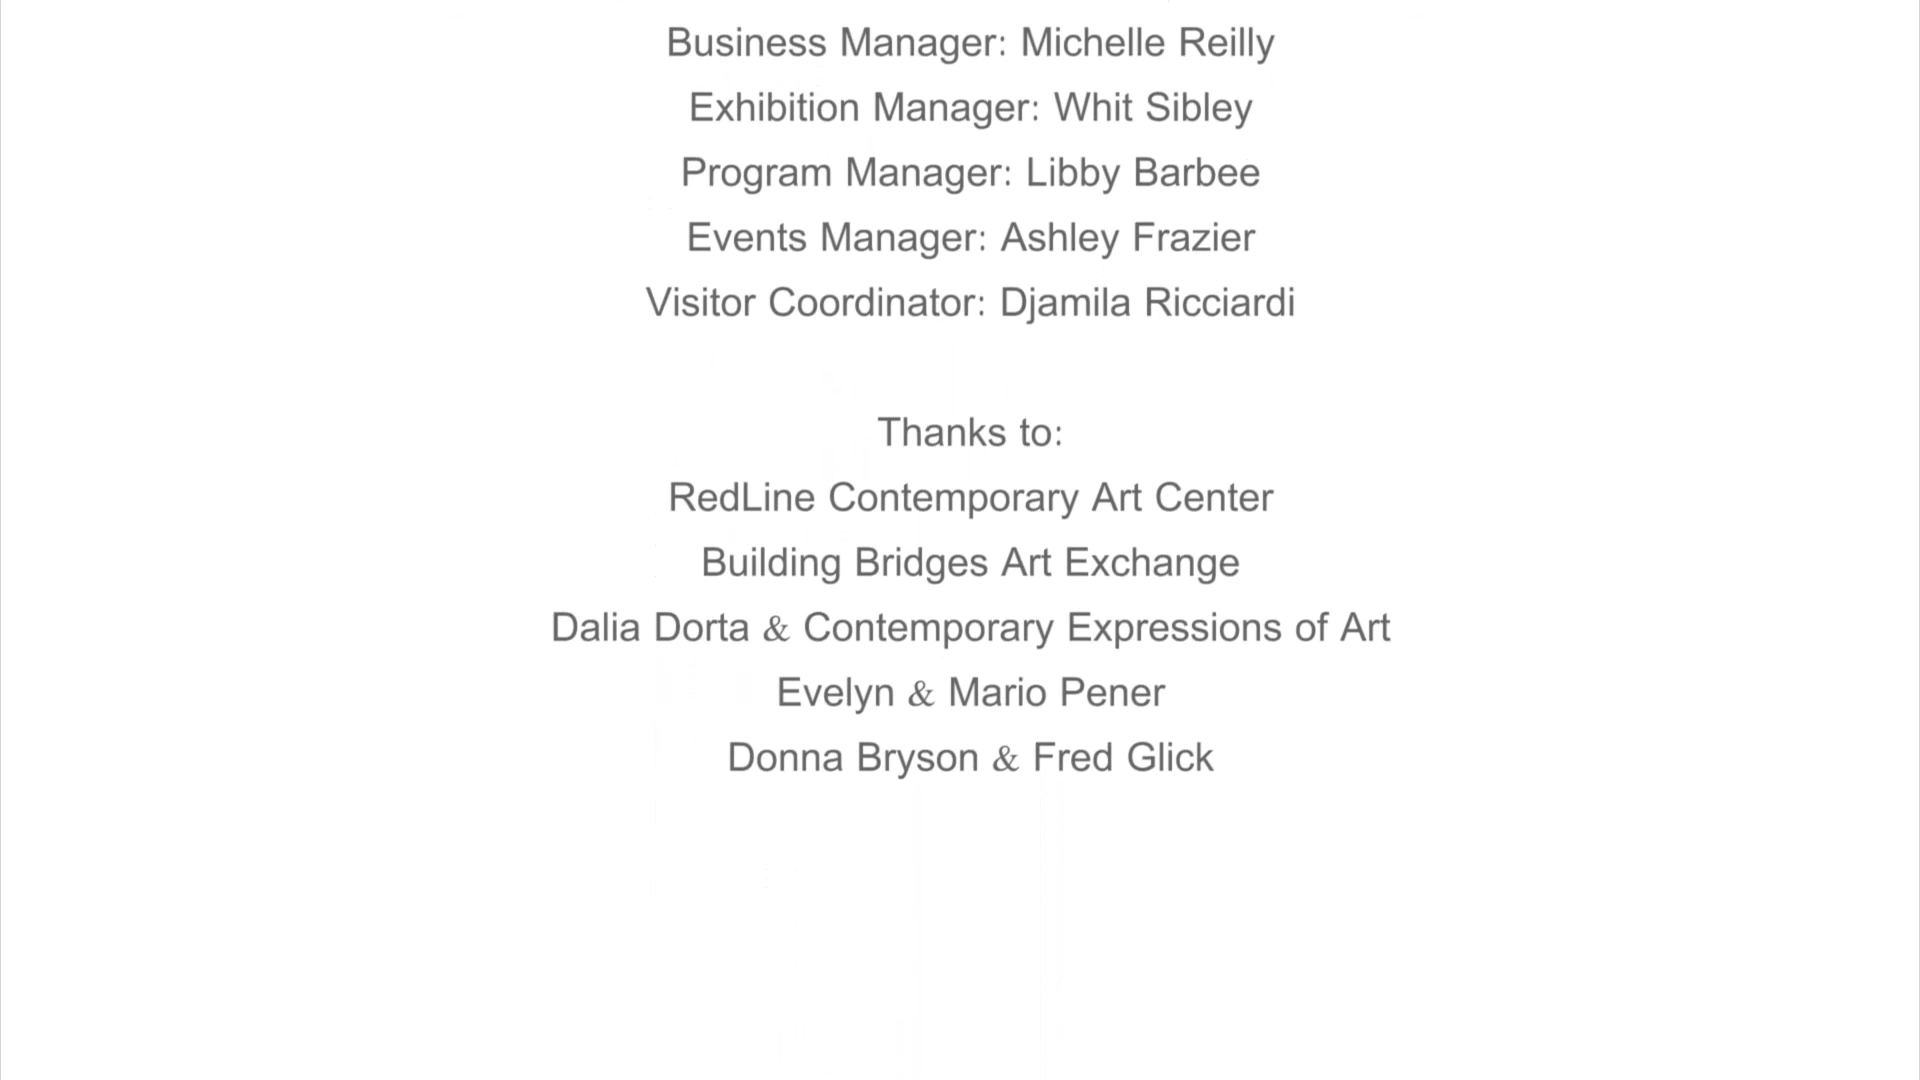 Business Manager: Michelle Reilly
Exhibition Manager: Whit Sibley
Program Manager: Libby Barbee
Events Manager: Ashley Frazier
Visitor Coordinator: Djamila Ricciardi
Thanks to:
RedLine Contemporary Art Center
Building Bridges Art Exchange
Dalia Dorta & Contemporary Expressions of Art
Evelyn & Mario Pener
Donna Bryson & Fred Glick